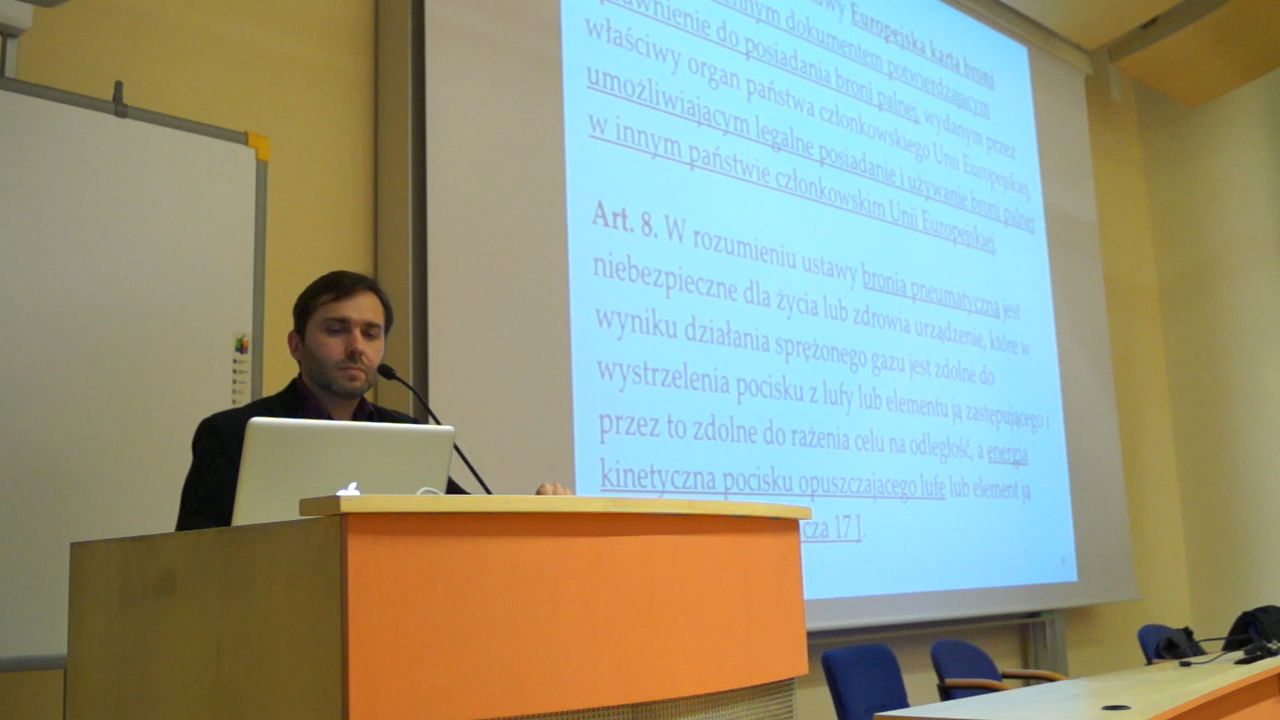 Europejska karta broni
innym dokumentem potwierdzającym
do posiadania broni palnej, wydanym przez
właściwy organ państwa członkowskiego Unii Europejskiej,
umożliwiającym legalne posiadanie i używanie broni palnej
w innym państwie członkowskim Unii Europejskiej.
Art. 8. W rozumieniu ustawy bronią pneumatyczną jest
niebezpieczne dla życia lub zdrowia urządzenie, które w
wyniku działania sprężonego gazu jest zdolne do
wystrzelenia pocisku z lufy lub elementu ją zastępującego i
przez to zdolne do rażenia celu na odległość, a energia
kinetyczna pocisku opuszczającego lufę lub element ją
cza 17 J.